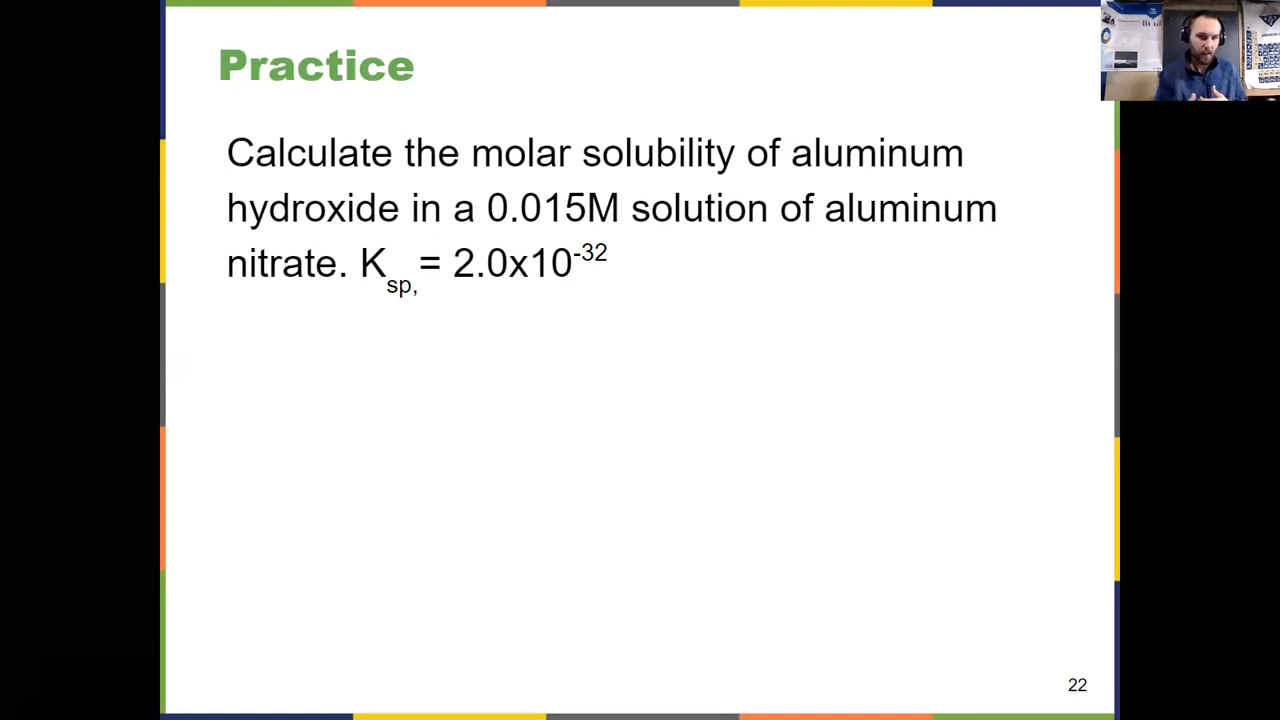 Practice
Calculate the molar solubility of aluminum
hydroxide in a 0.015M solution of aluminum
nitrate. Ksp, = 2.0x10-32
22